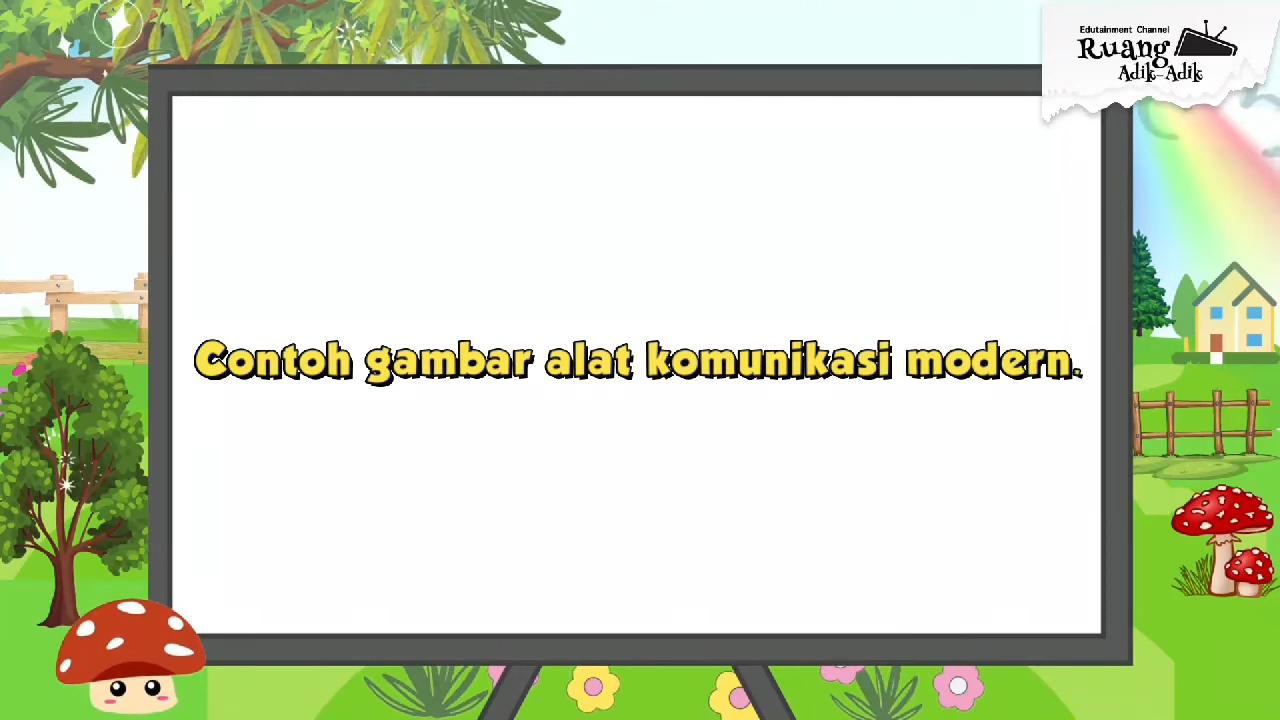 Edutainment Channel
Ruang
Adik-Adik
Contoh gambar alat komunikasi modern.